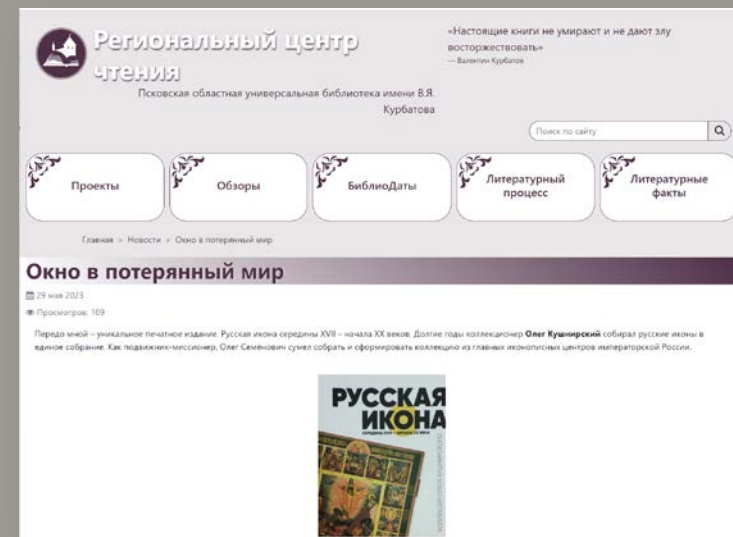 Региональный центр
чтения
Псковская областная универсальная библиотека имени В.Я.
Курбатова
«Настоящие книги не умирают и не дают злу
восторжествовать»
— Валентин Курбатов
Поиск по сайту
Проекты
Обзоры
БиблиоДаты
Литературный
процесс
Литературные
факты
Главная > Новости > Окно в потерянный мир
Окно в потерянный мир
29 мая 2023
Просмотров: 109
Передо мной – уникальное печатное издание. Русская икона середины XVII – начала XX веков. Долгие годы коллекционер Олег Кушнирский собирал русские иконы в
единое собрание. Как подвижник-миссионер, Олег Семёнович сумел собрать и сформировать коллекцию из главных иконописных центров императорской России.
РУССКАЯ
ИКОНА